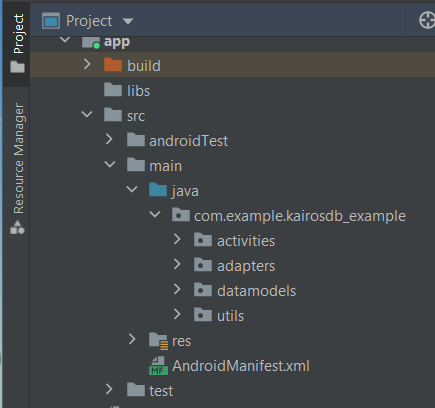 Project
Project
Resource Manager
app
build
libs
src
androidTest
main
java
com.example.kairosdb_example
activities
adapters
datamodels
utils
res
MF AndroidManifest.xml
test